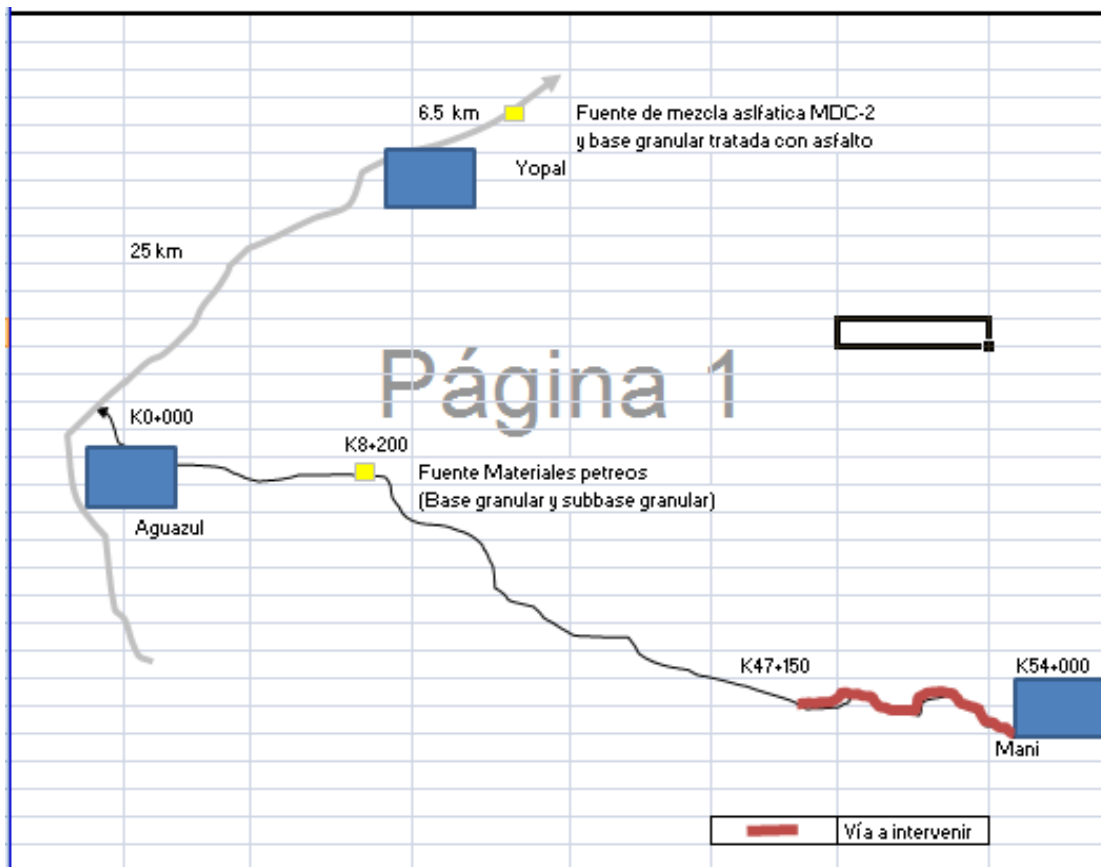 6.5 km
Fuente de mezcla aslfatica MDC-2
y base granular tratada con asfalto
Yopal
25 km
Página 1
K0+000
K8+200
Fuente Materiales petreos
(Base granular y subbase granular)
Aguazul
K47+150
K54+000
Mani
Vía a intervenir